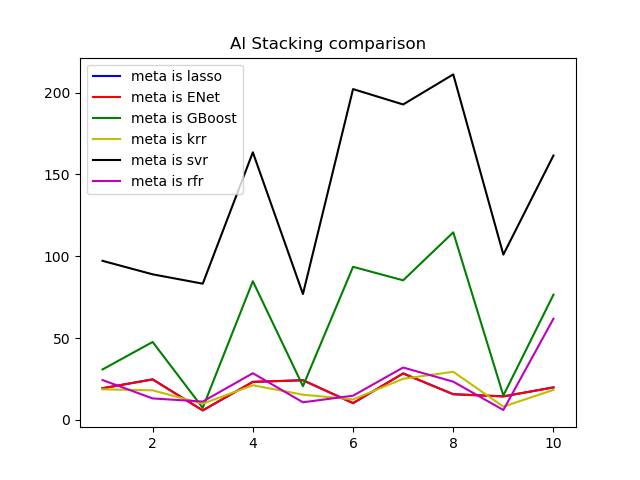 Al Stacking comparison
meta is lasso
meta is ENet
meta is GBoost
meta is krr
meta is svr
meta is rfr
200
150
100
50
0
2 4 6 8 10